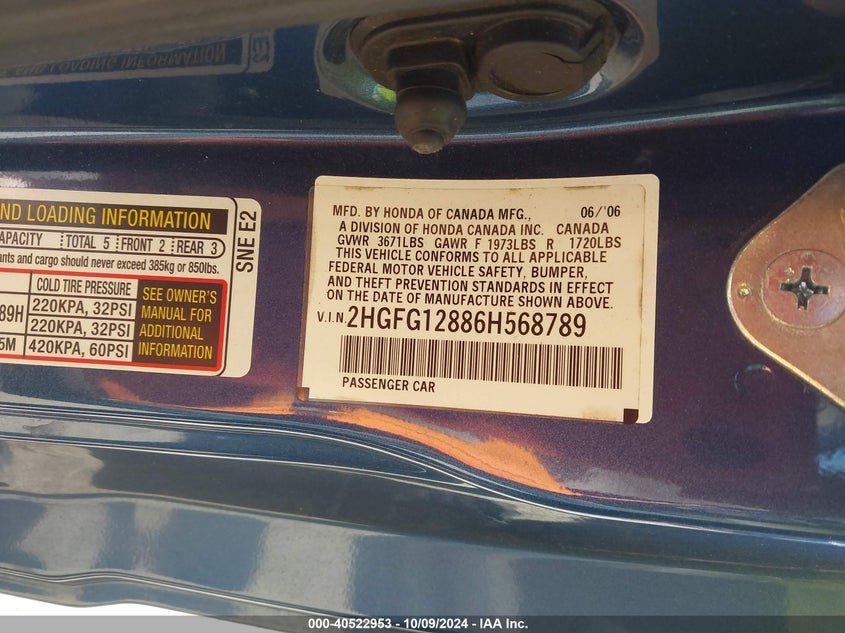 AND LOADING INFORMATION
ND LOADING INFORMATION
APACITY TOTAL 5 FRONT 2 REAR 3
ants and cargo should never exceed 385kg or 850lbs.
COLD TIRE PRESSURE
89H 220KPA, 32PSI
220KPA, 32PSI
5M 420KPA, 60PSI
SEE OWNER'S
MANUAL FOR
ADDITIONAL
INFORMATION
SNE E2
MFD. BY HONDA OF CANADA MFG., 06/'06
A DIVISION OF HONDA CANADA INC. CANADA
GVWR 3671LBS GAWR F 1973LBS R 1720LBS
THIS VEHICLE CONFORMS TO ALL APPLICABLE
FEDERAL MOTOR VEHICLE SAFETY, BUMPER,
AND THEFT PREVENTION STANDARDS IN EFFECT
ON THE DATE OF MANUFACTURE SHOWN ABOVE.
V.I.N. 2HGFG12886H568789
PASSENGER CAR
000-40522953 - 10/09/2024 - IAA Inc.